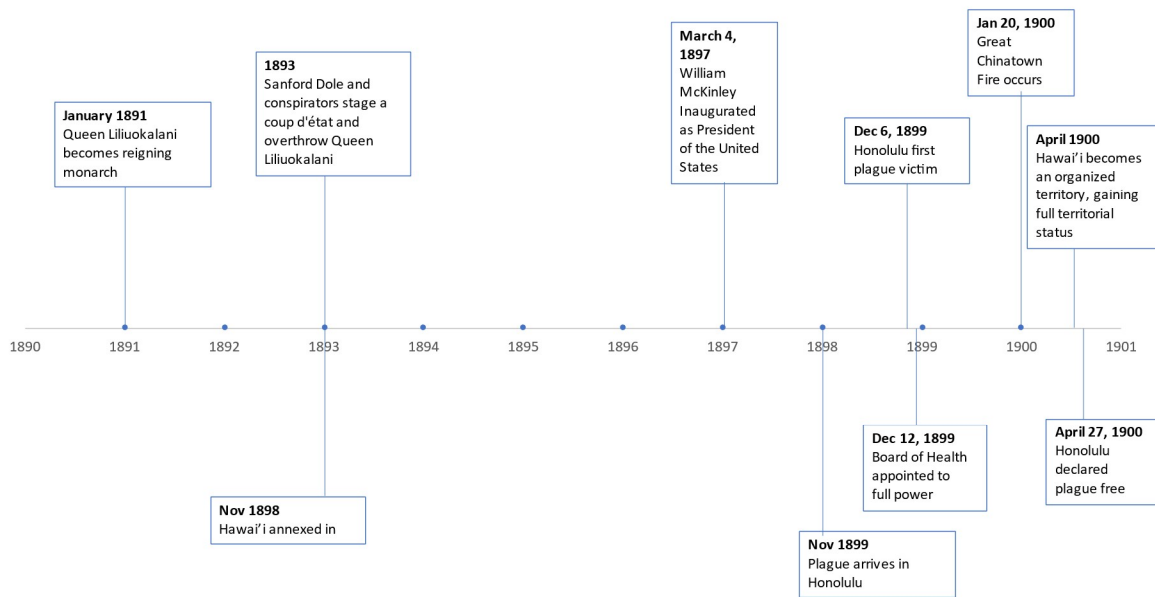 January 1891
Queen Liliuokalani
becomes reigning
monarch
1893
Sanford Dole and
conspirators stage a
coup d'état and
overthrow Queen
Liliuokalani
March 4,
1897
William
McKinley
Inaugurated
as President
of the United
States
Dec 6, 1899
Honolulu first
plague victim
Jan 20, 1900
Great
Chinatown
Fire occurs
April 1900
Hawai’i becomes
an organized
territory, gaining
full territorial
status
1890 1891 1892 1893 1894 1895 1896 1897 1898 1899 1900 1901
Nov 1898
Hawai’i annexed in
Nov 1899
Plague arrives in
Honolulu
Dec 12, 1899
Board of Health
appointed to
full power
April 27, 1900
Honolulu
declared
plague free